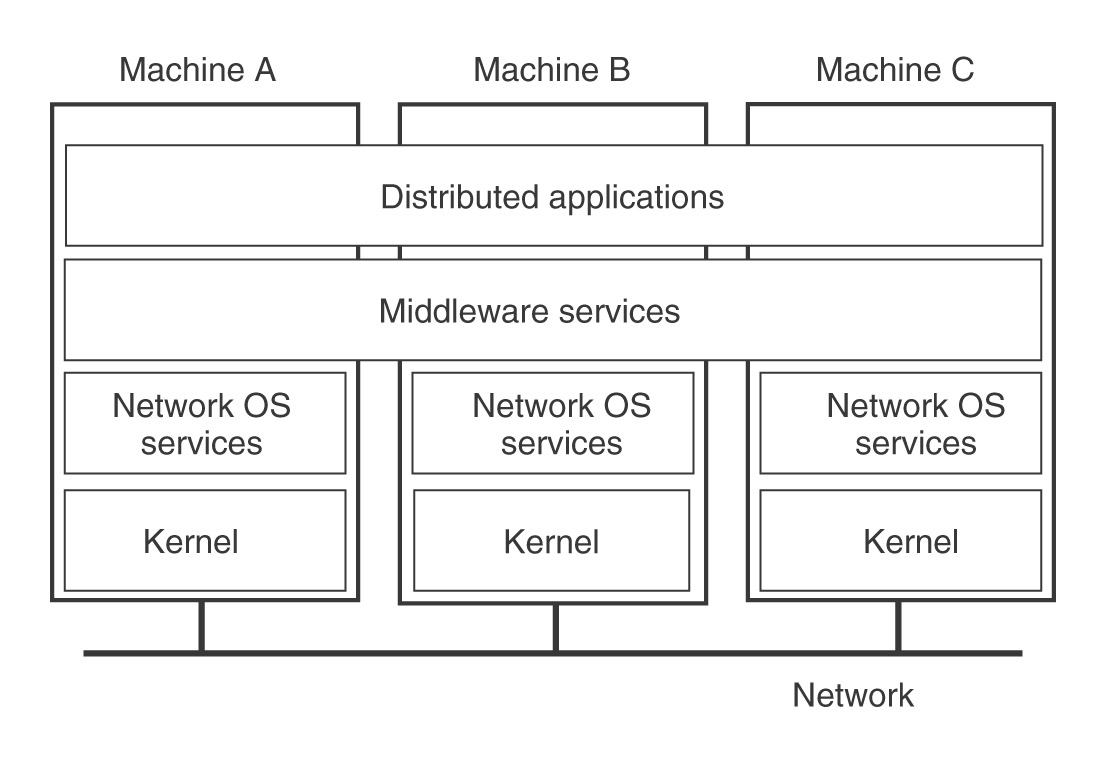 Machine A
Machine B
Machine C
Distributed applications
Middleware services
Network OS
services
Network OS
services
Network OS
services
Kernel
Kernel
Kernel
Network